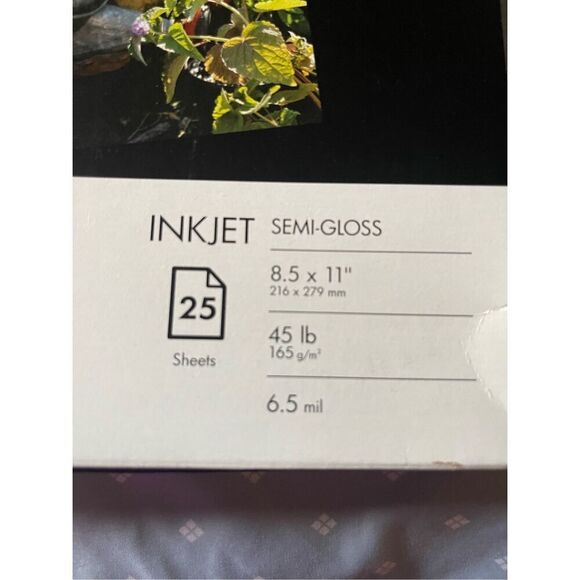 INKJET SEMI-GLOSS
8.5 x 11"
216 x 279 mm
25
Sheets
45 lb
165 g/m²
6.5 mil